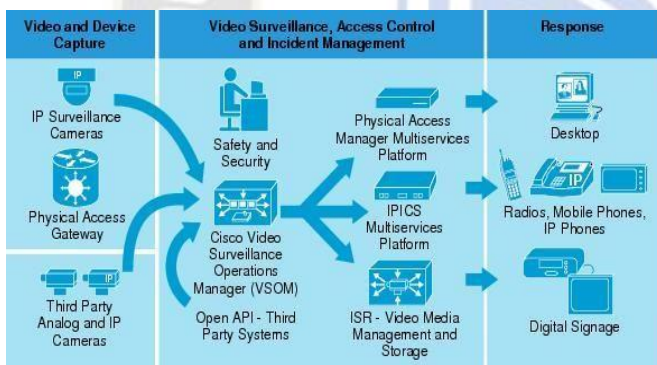 Video and Device
Capture
IP
IP Surveillance
Cameras
Physical Access
Gateway
IP
Third Party
Analog and IP
Cameras
Video Surveillance, Access Control
and Incident Management
Safety and
Security
Cisco Video
Surveillance
Operations
Manager (VSOM)
Open API - Third
Party Systems
Physical Access
Manager Multiservices
Platform
IPICS
Multiservices
Platform
ISR - Video Media
Management and
Storage
Response
Desktop
IP
Radios, Mobile Phones,
IP Phones
Digital Signage